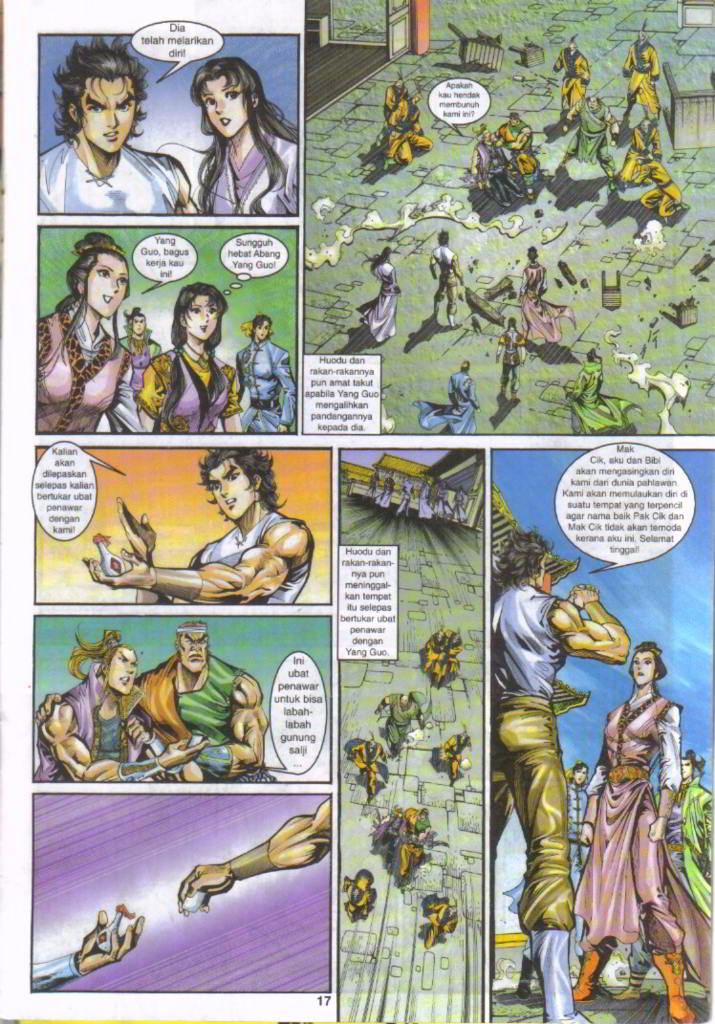 Dia
telah melarikan
diri!
Apakah
kau hendak
membunuh
kami ini?
Huodu dan
rakan-rakannya
pun amat takut
apabila Yang Guo
mengalihkan
pandangannya
kepada dia.
Yang
Guo, bagus
kerja kau
ini!
Sungguh
hebat Abang
Yang Guo!
Kalian
akan
dilepaskan
selepas kalian
bertukar ubat
penawar
dengan
kami!
Ini
ubat
penawar
untuk bisa
labah-
labah
gunung
salji
...
Huodu dan
rakan-rakan-
nya pun
meninggal-
kan tempat
itu selepas
bertukar ubat
penawar
dengan
Yang Guo.
Mak
Cik, aku dan Bibi
akan mengasingkan diri
kami dari dunia pahlawan.
Kami akan memulaukan diri di
suatu tempat yang terpencil
agar nama baik Pak Cik dan
Mak Cik tidak akan ternoda
kerana aku ini. Selamat
tinggal!
17